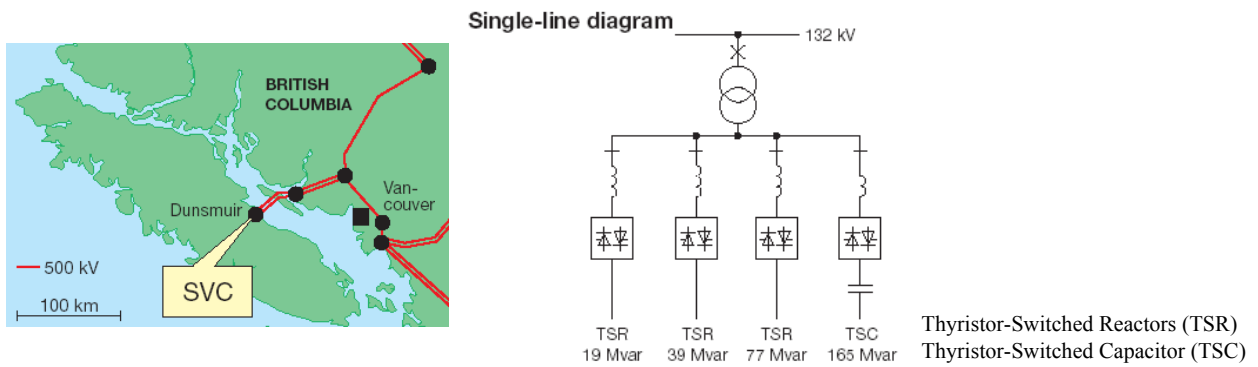 Single-line diagram
132 kV
BRITISH
COLUMBIA
Van-
couver
Dunsmuir
SVC
500 kV
100 km
TSR
19 Mvar
TSR
39 Mvar
TSR
77 Mvar
TSC
165 Mvar
Thyristor-Switched Reactors (TSR)
Thyristor-Switched Capacitor (TSC)